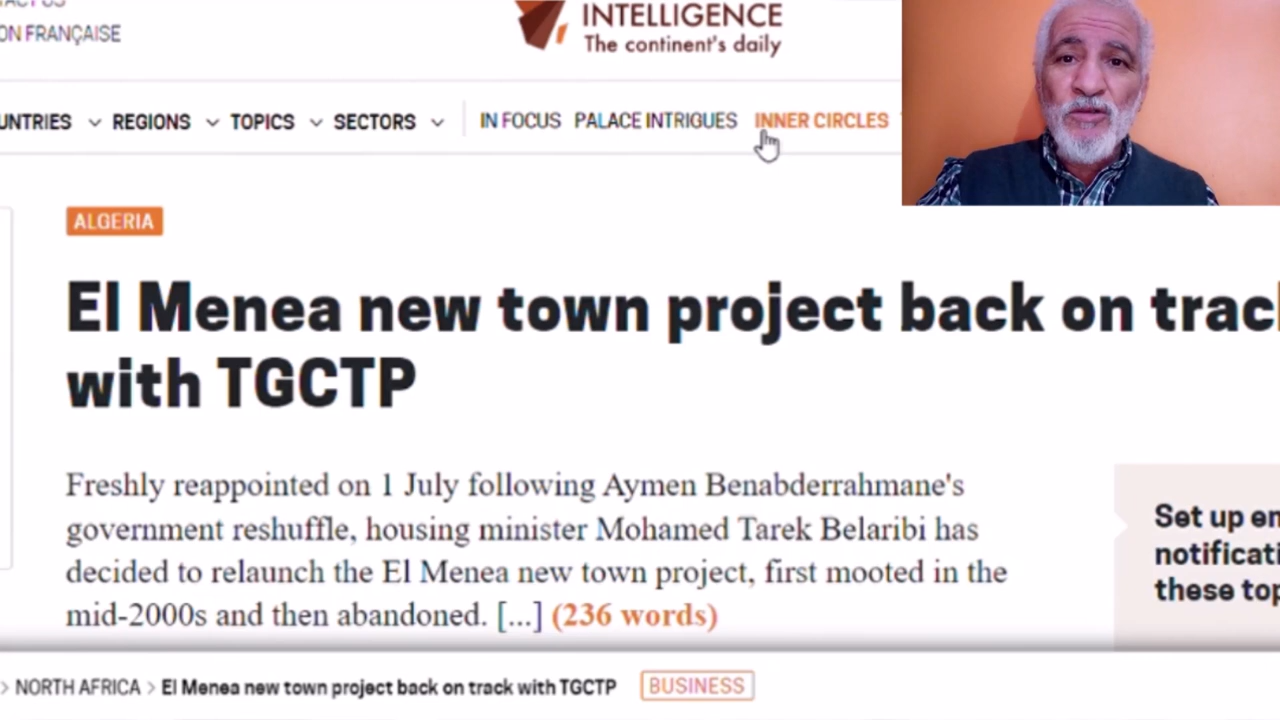 ON FRANÇAISE
INTELLIGENCE
The continent's daily
UNTRIES REGIONS TOPICS SECTORS IN FOCUS PALACE INTRIGUES INNER CIRCLES
ALGERIA
El Menea new town project back on trac
with TGCTP
Freshly reappointed on 1 July following Aymen Benabderrahmane's
government reshuffle, housing minister Mohamed Tarek Belaribi has
decided to relaunch the El Menea new town project, first mooted in the
mid-2000s and then abandoned. [...] (236 words)
Set up en
notificati
these top
> NORTH AFRICA > El Menea new town project back on track with TGCTP BUSINESS